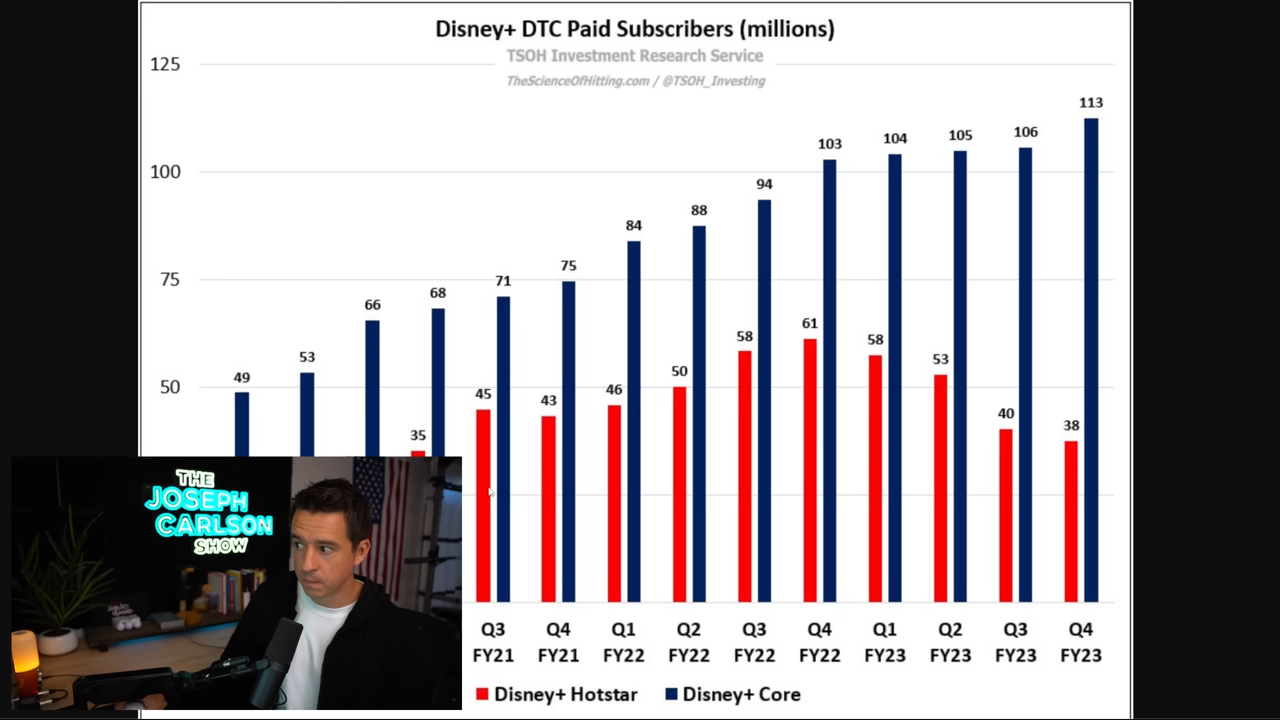 Disney+ DTC Paid Subscribers (millions)
TSOH Investment Research Service
TheScienceOfHitting.com / @TSOH_Investing
125
100
75
50
49
53
66
35
68
45
71
43
75
46
84
50
88
58
94
61
103
58
104
53
105
40
106
38
113
Q3 FY21
Q4 FY21
Q1 FY22
Q2 FY22
Q3 FY22
Q4 FY22
Q1 FY23
Q2 FY23
Q3 FY23
Q4 FY23
Disney+ Hotstar
Disney+ Core
THE
JOSEPH
CARLSON
SHOW